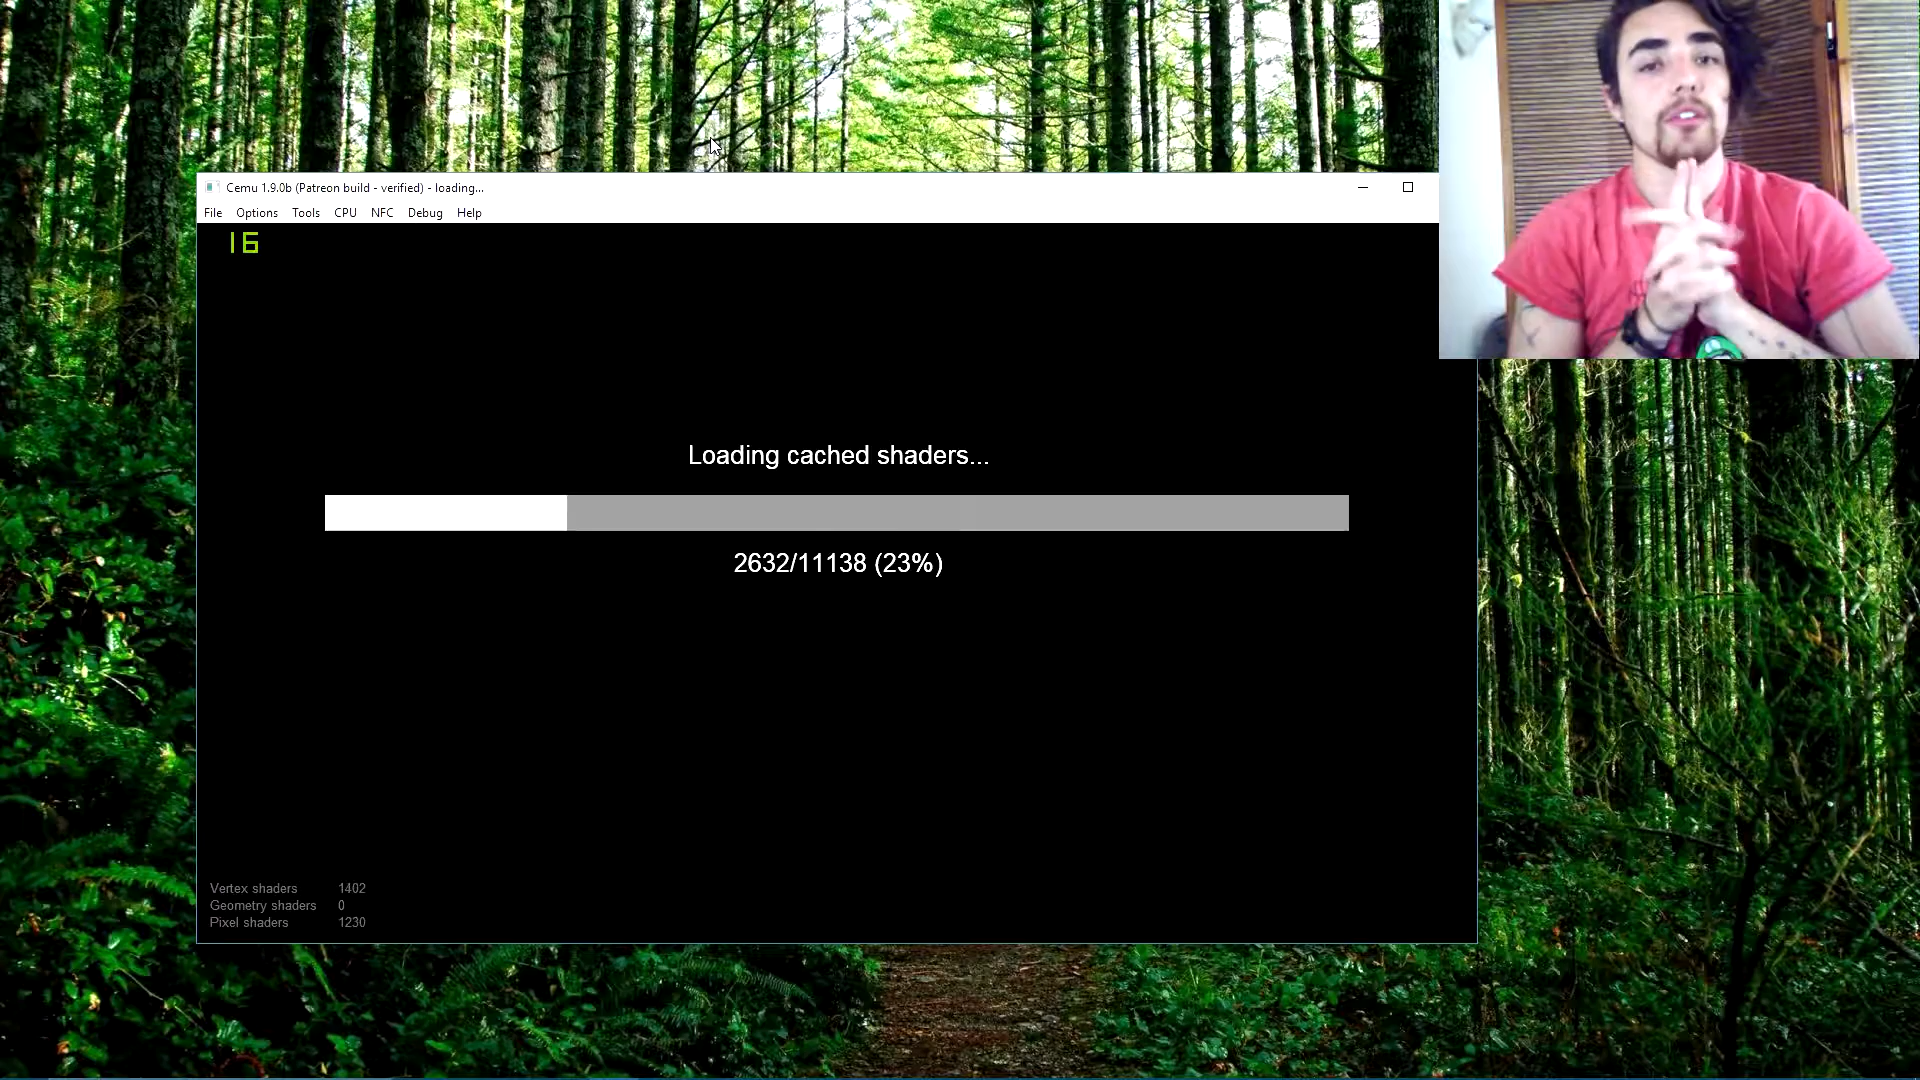 Cemu 1.9.0b (Patreon build - verified) - loading...
File Options Tools CPU NFC Debug Help
16
Loading cached shaders...
2632/11138 (23%)
Vertex shaders 1402
Geometry shaders 0
Pixel shaders 1230